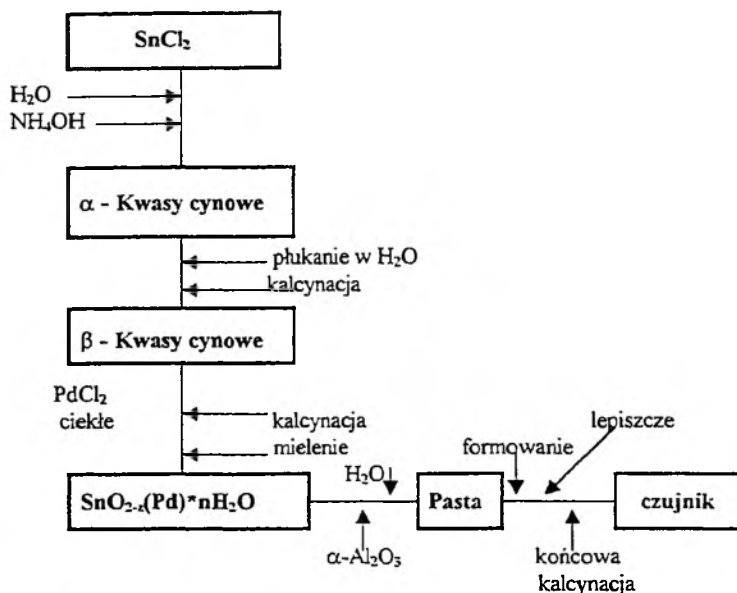 SnCl₂
H₂O
NH₄OH
α - Kwasy cynowe
płukanie w H₂O
kalcynacja
β - Kwasy cynowe
PdCl₂
ciekłe
kalcynacja
mielenie
lepiszcze
formowanie
H₂O
SnO₂₋ₓ(Pd)*nH₂O
Pasta
czujnik
α-Al₂O₃
końcowa
kalcynacja